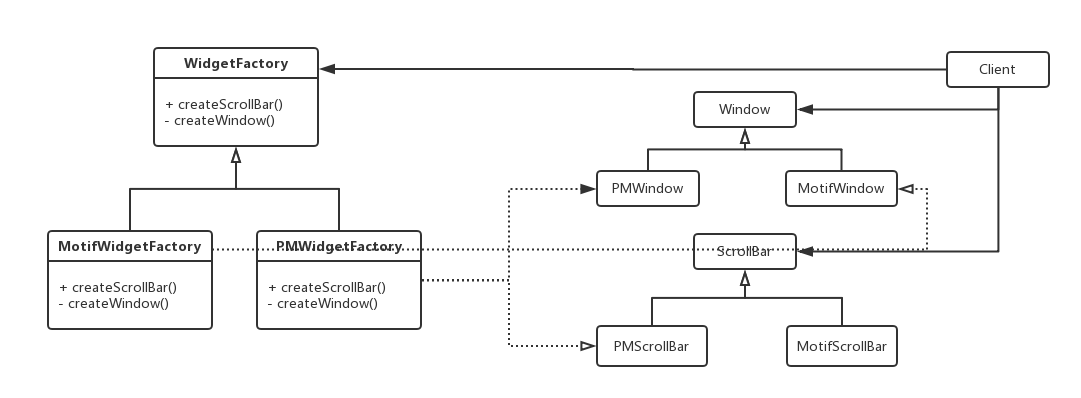 WidgetFactory
+ createScrollBar()
- createWindow()
Client
Window
PMWindow
MotifWindow
MotifWidgetFactory
+ createScrollBar()
- createWindow()
PMWidgetFactory
+ createScrollBar()
- createWindow()
ScrollBar
PMScrollBar
MotifScrollBar